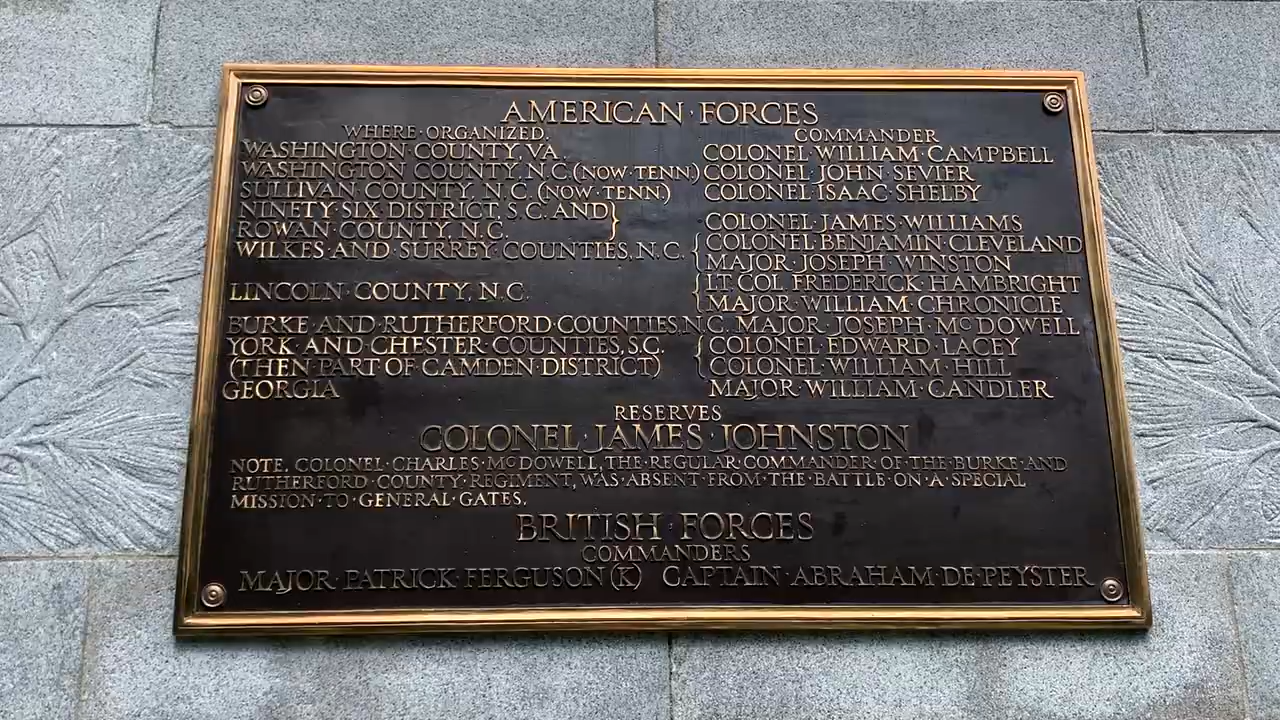 AMERICAN·FORCES
WHERE·ORGANIZED. COMMANDER
WASHINGTON·COUNTY, VA. COLONEL·WILLIAM·CAMPBELL
WASHINGTON·COUNTY, N.C.(NOW·TENN.) COLONEL·JOHN·SEVIER
SULLIVAN·COUNTY, N.C. (NOW·TENN) COLONEL·ISAAC·SHELBY
NINETY·SIX·DISTRICT, S.C. AND}
ROWAN·COUNTY, N.C. COLONEL·JAMES·WILLIAMS
WILKES·AND·SURREY·COUNTIES, N.C. {COLONEL·BENJAMIN·CLEVELAND
MAJOR·JOSEPH·WINSTON
LINCOLN·COUNTY, N.C. {LT. COL. FREDERICK·HAMBRIGHT
MAJOR·WILLIAM·CHRONICLE
BURKE·AND·RUTHERFORD·COUNTIES, N.C. MAJOR·JOSEPH·McDOWELL
YORK·AND·CHESTER·COUNTIES, S.C. {COLONEL·EDWARD·LACEY
(THEN·PART·OF·CAMDEN·DISTRICT) COLONEL·WILLIAM·HILL
GEORGIA MAJOR·WILLIAM·CANDLER
RESERVES
COLONEL·JAMES·JOHNSTON
NOTE. COLONEL·CHARLES·McDOWELL, THE·REGULAR·COMMANDER·OF·THE·BURKE·AND
RUTHERFORD·COUNTY·REGIMENT, WAS·ABSENT·FROM·THE·BATTLE·ON·A·SPECIAL
MISSION·TO·GENERAL·GATES.
BRITISH·FORCES
COMMANDERS
MAJOR·PATRICK·FERGUSON (K) CAPTAIN·ABRAHAM·DE·PEYSTER